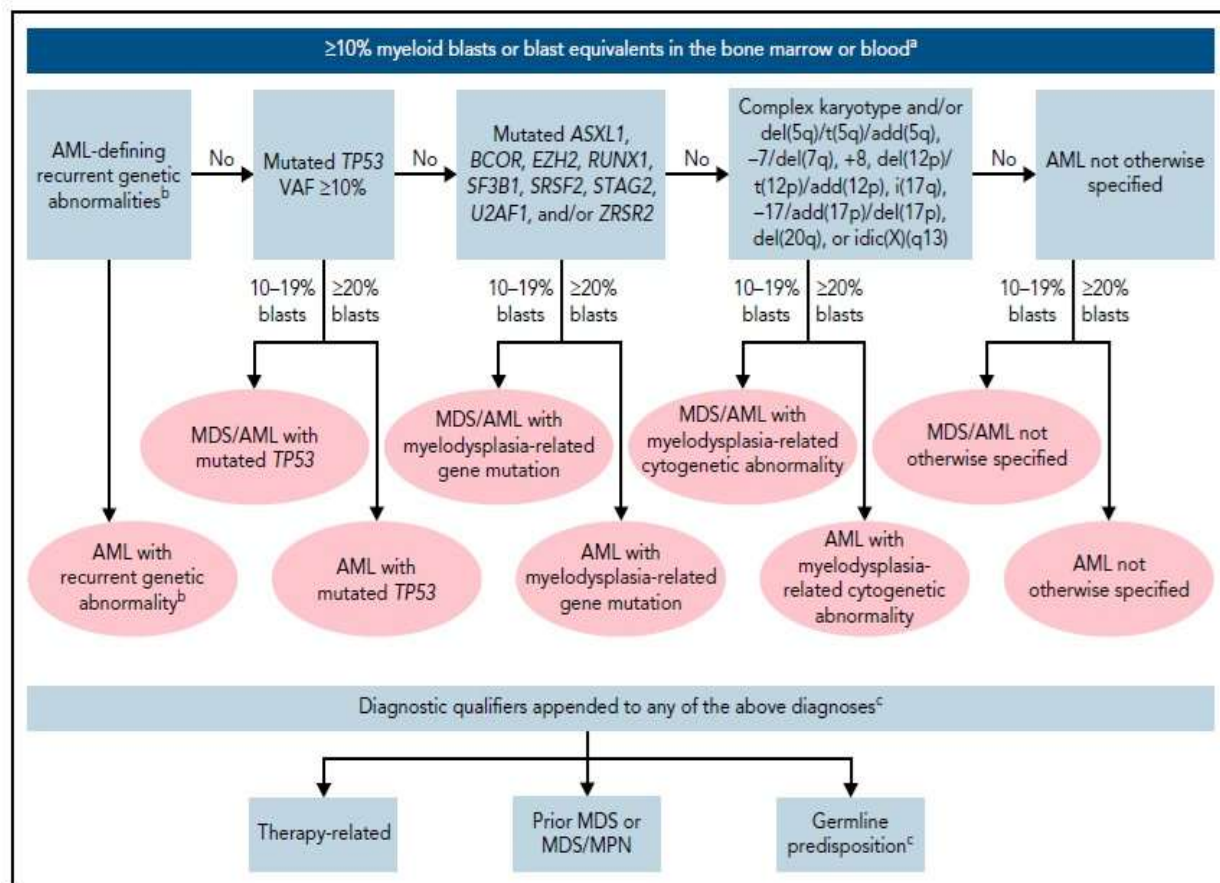 ≥10% myeloid blasts or blast equivalents in the bone marrow or bloodᵃ
AML-defining
recurrent genetic
abnormalitiesᵇ
No
Mutated TP53
VAF ≥10%
No
Mutated ASXL1,
BCOR, EZH2, RUNX1,
SF3B1, SRSF2, STAG2,
U2AF1, and/or ZRSR2
No
Complex karyotype and/or
del(5q)/t(5q)/add(5q),
–7/del(7q), +8, del(12p)/
t(12p)/add(12p), i(17q),
–17/add(17p)/del(17p),
del(20q), or idic(X)(q13)
No
AML not otherwise
specified
10–19%
blasts
≥20%
blasts
10–19%
blasts
≥20%
blasts
10–19%
blasts
≥20%
blasts
10–19%
blasts
≥20%
blasts
MDS/AML with
mutated TP53
MDS/AML with
myelodysplasia-related
gene mutation
MDS/AML with
myelodysplasia-related
cytogenetic abnormality
MDS/AML not
otherwise specified
AML with
recurrent genetic
abnormalityᵇ
AML with
mutated TP53
AML with
myelodysplasia-related
gene mutation
AML with
myelodysplasia-
related cytogenetic
abnormality
AML not
otherwise specified
Diagnostic qualifiers appended to any of the above diagnosesᶜ
Therapy-related
Prior MDS or
MDS/MPN
Germline
predispositionᶜ